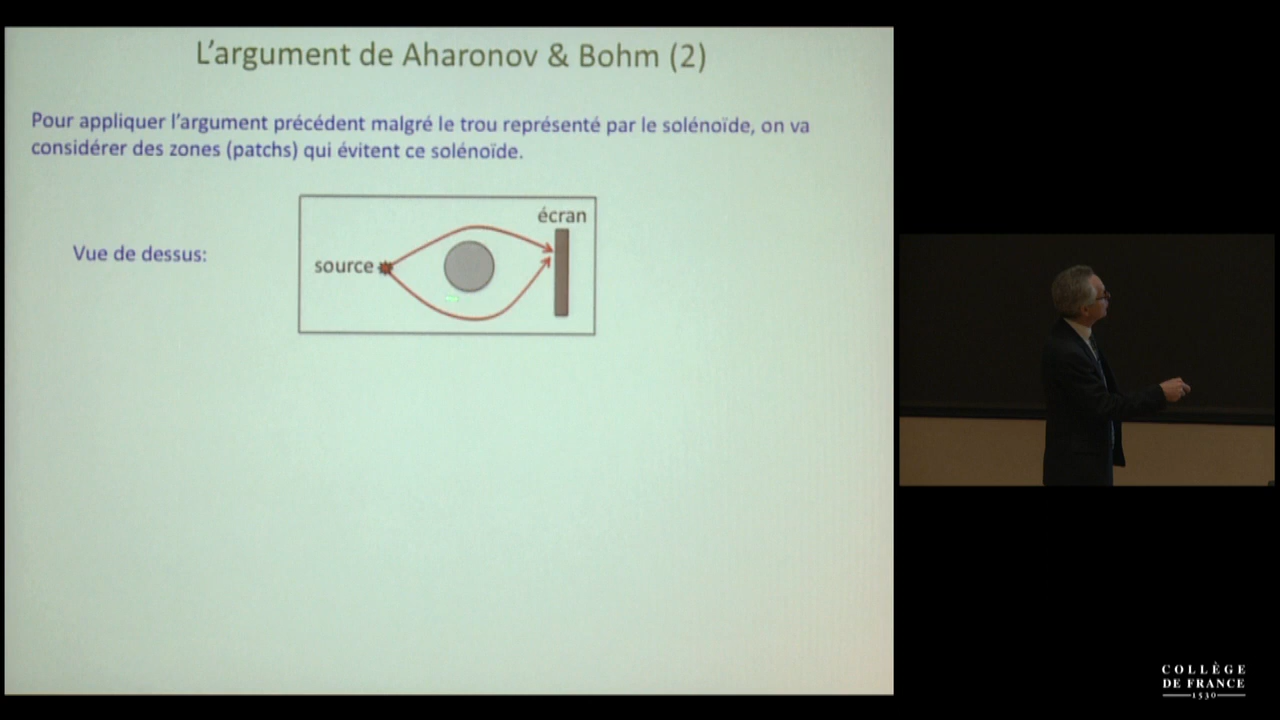 L'argument de Aharonov & Bohm (2)
Pour appliquer l'argument précédent malgré le trou représenté par le solénoïde, on va
considérer des zones (patchs) qui évitent ce solénoïde.
écran
Vue de dessus:
source
COLLÈGE
DE FRANCE
1530